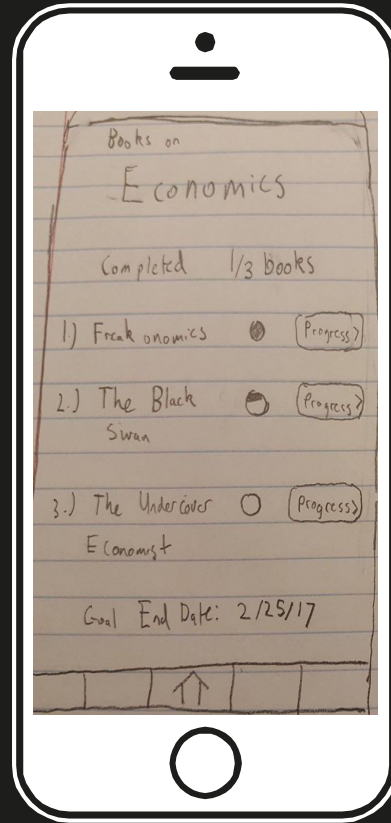 Books on
Economics
Completed 1/3 books
1.) Freakonomics Progress>
2.) The Black Progress>
Swan
3.) The Undercover Progress>
Economist
Goal End Date: 2/25/17